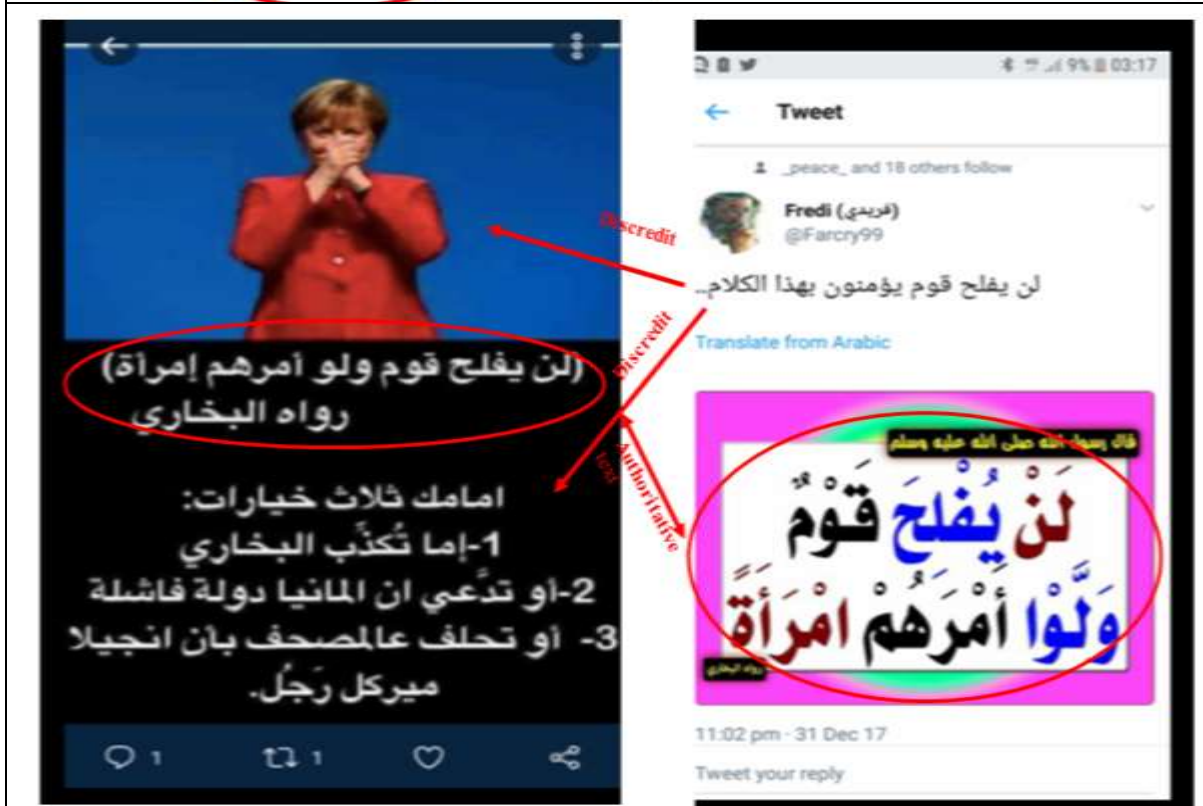 (لن يفلح قوم ولو أمرهم إمرأة)
رواه البخاري
امامك ثلاث خيارات:
1-إما تُكذَّب البخاري
2-أو تدَّعي ان المانيا دولة فاشلة
3- أو تحلف عالمصحف بأن انجيلا
ميركل رَجُل.
1
1
Discredit
Discredit
Authoritative
text
9% 03:17
Tweet
_peace_ and 18 others follow
Fredi (فريدي)
@Farcry99
لن يفلح قوم يؤمنون بهذا الكلام..
Translate from Arabic
قال رسول الله صلى الله عليه وسلم
لَنْ يُفْلِحَ قَوْمٌ
وَلَّوْا أَمْرَهُمْ امْرَأَةً
رواه البخاري
11:02 pm · 31 Dec 17
Tweet your reply